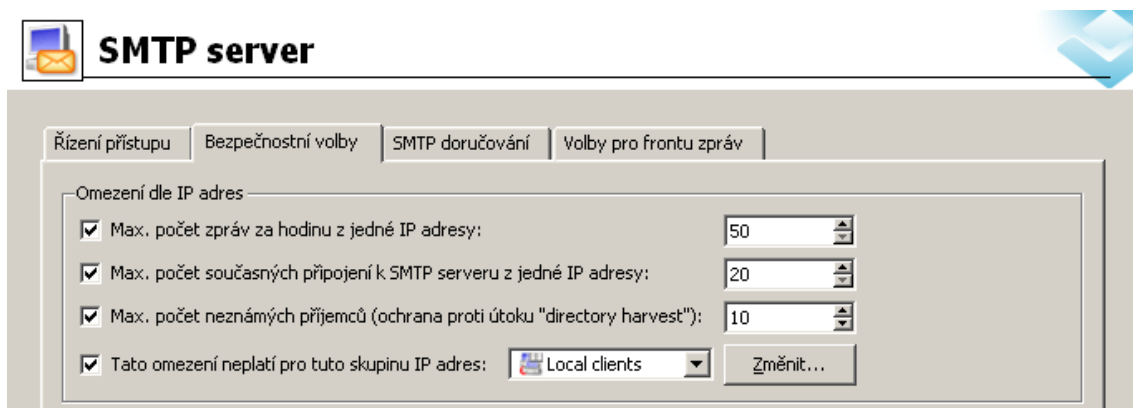 SMTP server
Řízení přístupu Bezpečnostní volby SMTP doručování Volby pro frontu zpráv
Omezení dle IP adres
Max. počet zpráv za hodinu z jedné IP adresy: 50
Max. počet současných připojení k SMTP serveru z jedné IP adresy: 20
Max. počet neznámých příjemců (ochrana proti útoku "directory harvest"): 10
Tato omezení neplatí pro tuto skupinu IP adres: Local clients Změnit...